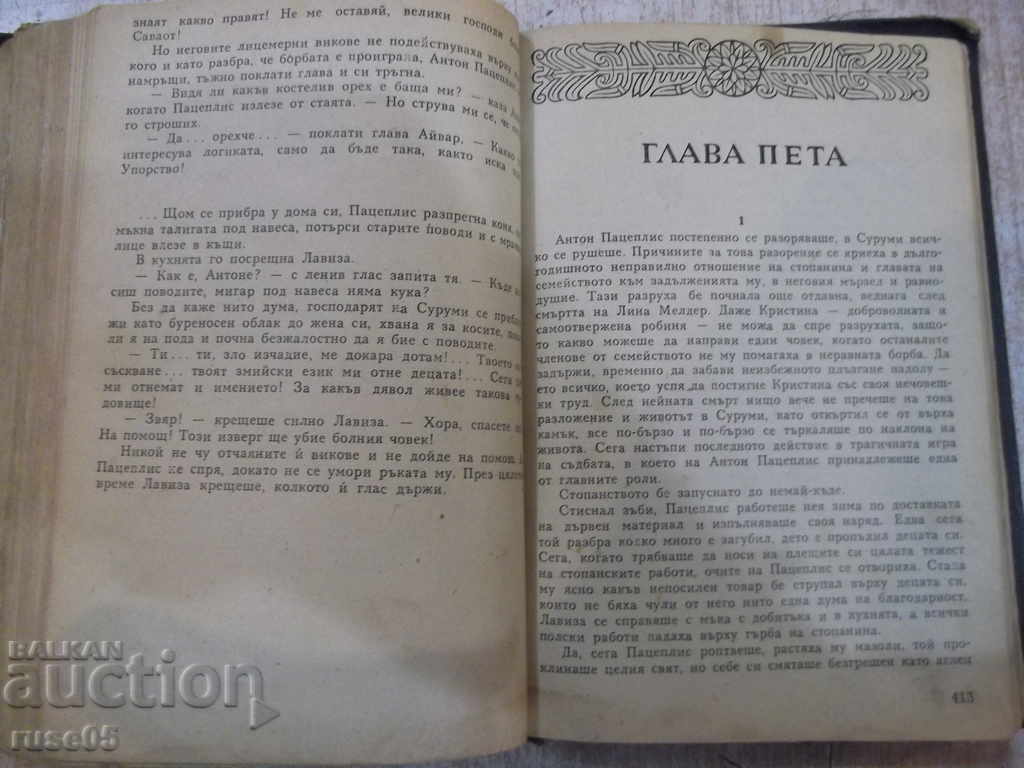 знаят какво правят! Не ме оставяй, велики господи
Саваот!
Но неговите лицемерни викове не подействуваха върху
кого и като разбра, че борбата е проиграла, Антон Пацеплис
намръщи, тъжно поклати глава и си тръгна.
— Видя ли какъв костелив орех е баща ми? — каза
когато Пацеплис излезе от стаята. — Но струва ми се, че
го строших.
— Да... орехче... — поклати глава Айвар. — Какво
интересува логиката, само да бъде така, както иска
Упорство!
... Щом се прибра у дома си, Пацеплис разпрегна коня,
мъкна талигата под навеса, потърси старите поводи и с
лице влезе в къщи.
В кухнята го посрещна Лавиза.
— Как е, Антоне? — с ленив глас запита тя. — Къде
сиш поводите, мигар под навеса няма кука?
Без да каже нито дума, господарят на Суруми се
жи като буреносен облак до жена си, хвана я за косите,
ли я на пода и почна безжалостно да я бие с поводите.
— Ти... ти, зло изчадие, ме докара дотам!... Твоето
съскване... твоят змийски език ми отне децата!... Сега
ми отнемат и имението! За какъв дявол живее такова
довище!
— Звяр! — крещеше силно Лавиза. — Хора, спасете
На помощ! Този изверг ще убие болния човек!
Никой не чу отчаяните ѝ викове и не дойде на помощ.
Пацеплис не спря, докато не се умори ръката му. През
време Лавиза крещеше, колкото ѝ глас държи.
ГЛАВА ПЕТА
1
Антон Пацеплис постепенно се разоряваше, в Суруми всич-
ко се рушеше. Причините за това разорение се криеха в дълго-
годишното неправилно отношение на стопанина и главата на
семейството към задълженията му, в неговия мързел и равно-
душие. Тази разруха бе почнала още отдавна, веднага след
смъртта на Лина Мелдер. Даже Кристина — доброволната и
самоотвержена робиня — не можа да спре разрухата, защо-
то какво можеше да направи един човек, когато останалите
членове от семейството не му помагаха в неравната борба. Да
задържи, временно да забави неизбежното плъзгане надолу —
ето всичко, което успя да постигне Кристина със своя нечовеш-
ки труд. След нейната смърт нищо вече не пречеше на това
разложение и животът в Суруми, като откъртил се от върха
камък, все по-бързо и по-бързо се търкаляше по наклона на
живота. Сега настъпи последното действие в трагичната игра
на съдбата, в което на Антон Пацеплис принадлежеше една
от главните роли.
Стопанството бе запуснато до немай-къде.
Стиснал зъби, Пацеплис работеше нея зима по доставката
на дървен материал и изпълняваше своя наряд. Едва сега
той разбра колко много е загубил, дето е пропъдил децата си.
Сега, когато трябваше да носи на плещите си цялата тежест
на стопанските работи, очите на Пацеплис се отвориха. Стана
му ясно какъв непосилен товар бе струпал върху децата си,
които не бяха чули от него нито една дума на благодарност.
Лавиза се справяше с мъка с добитъка и в кухнята, а всички
полски работи падаха върху гърба на стопанина.
Да, сега Пацеплис роптаеше, растяха му мазоли, той про-
клинаше целия свят, но себе си смяташе безгрешен като агнец
413
BALKAN
auction
ruse05